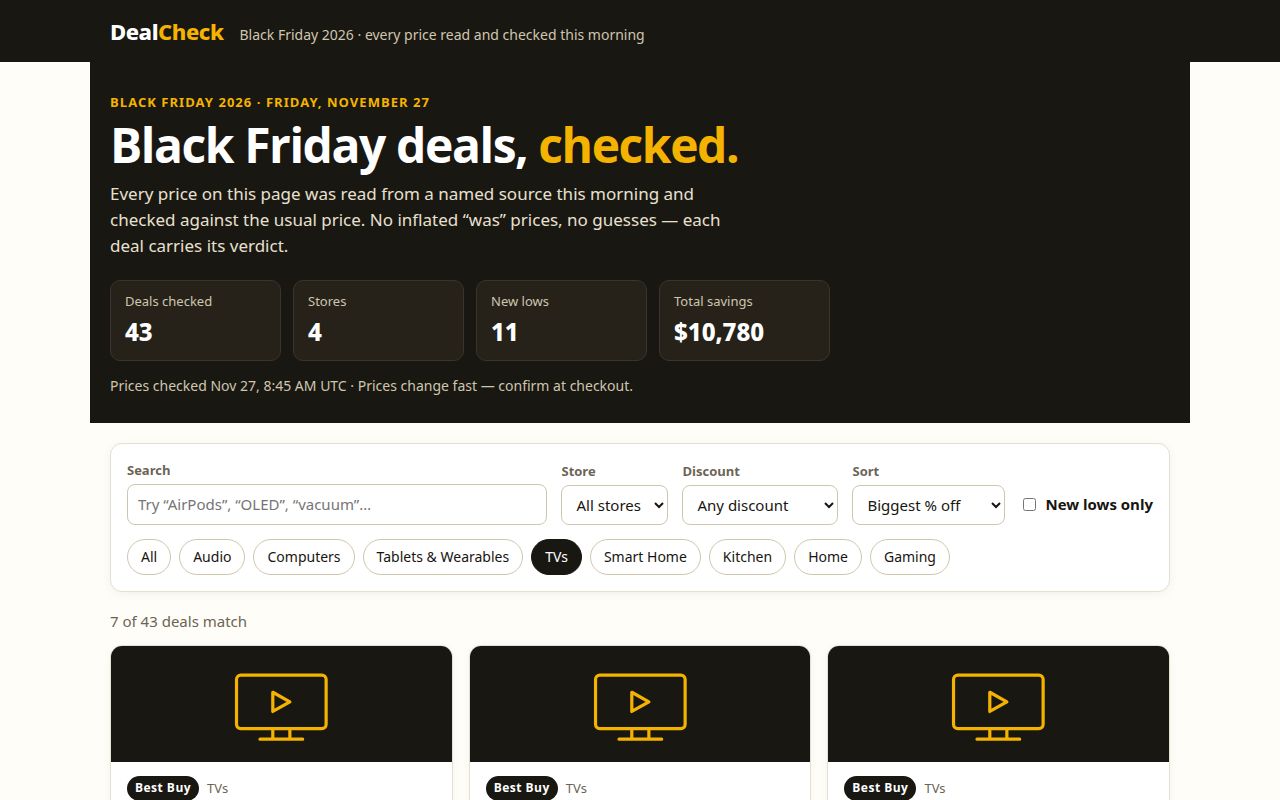 DealCheck Black Friday 2026 · every price read and checked this morning
BLACK FRIDAY 2026 · FRIDAY, NOVEMBER 27
Black Friday deals, checked.
Every price on this page was read from a named source this morning and
checked against the usual price. No inflated “was” prices, no guesses — each
deal carries its verdict.
Deals checked Stores New lows Total savings
43 4 11 $10,780
Prices checked Nov 27, 8:45 AM UTC · Prices change fast — confirm at checkout.
Search Store Discount Sort
Try “AirPods”, “OLED”, “vacuum”… All stores Any discount Biggest % off New lows only
All Audio Computers Tablets & Wearables TVs Smart Home Kitchen Home Gaming
7 of 43 deals match
Best Buy TVs Best Buy TVs Best Buy TVs